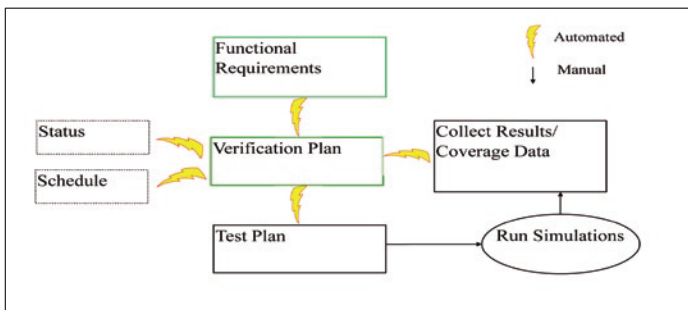 Functional
Requirements
Automated
Manual
Status
Verification Plan
Collect Results/
Coverage Data
Schedule
Test Plan
Run Simulations